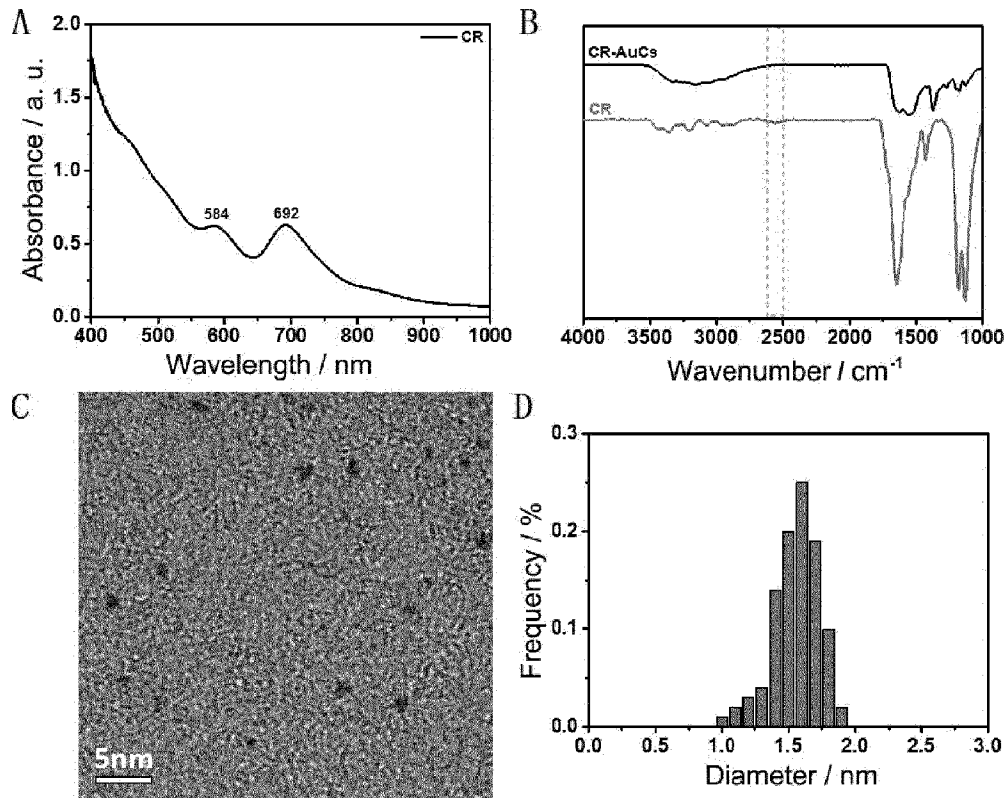 A
2.0
1.5
1.0
0.5
0.0
Absorbance / a. u.
CR
584
692
400 500 600 700 800 900 1000
Wavelength / nm
B
CR-AuCs
CR
4000 3500 3000 2500 2000 1500 1000
Wavenumber / cm⁻¹
C
5nm
D
0.3
0.2
0.1
0.0
Frequency / %
0.0 0.5 1.0 1.5 2.0 2.5 3.0
Diameter / nm